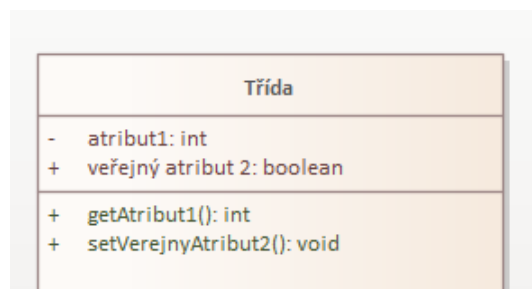 Třída
- atribut1: int
+ veřejný atribut 2: boolean
+ getAtribut1(): int
+ setVerejnyAtribut2(): void